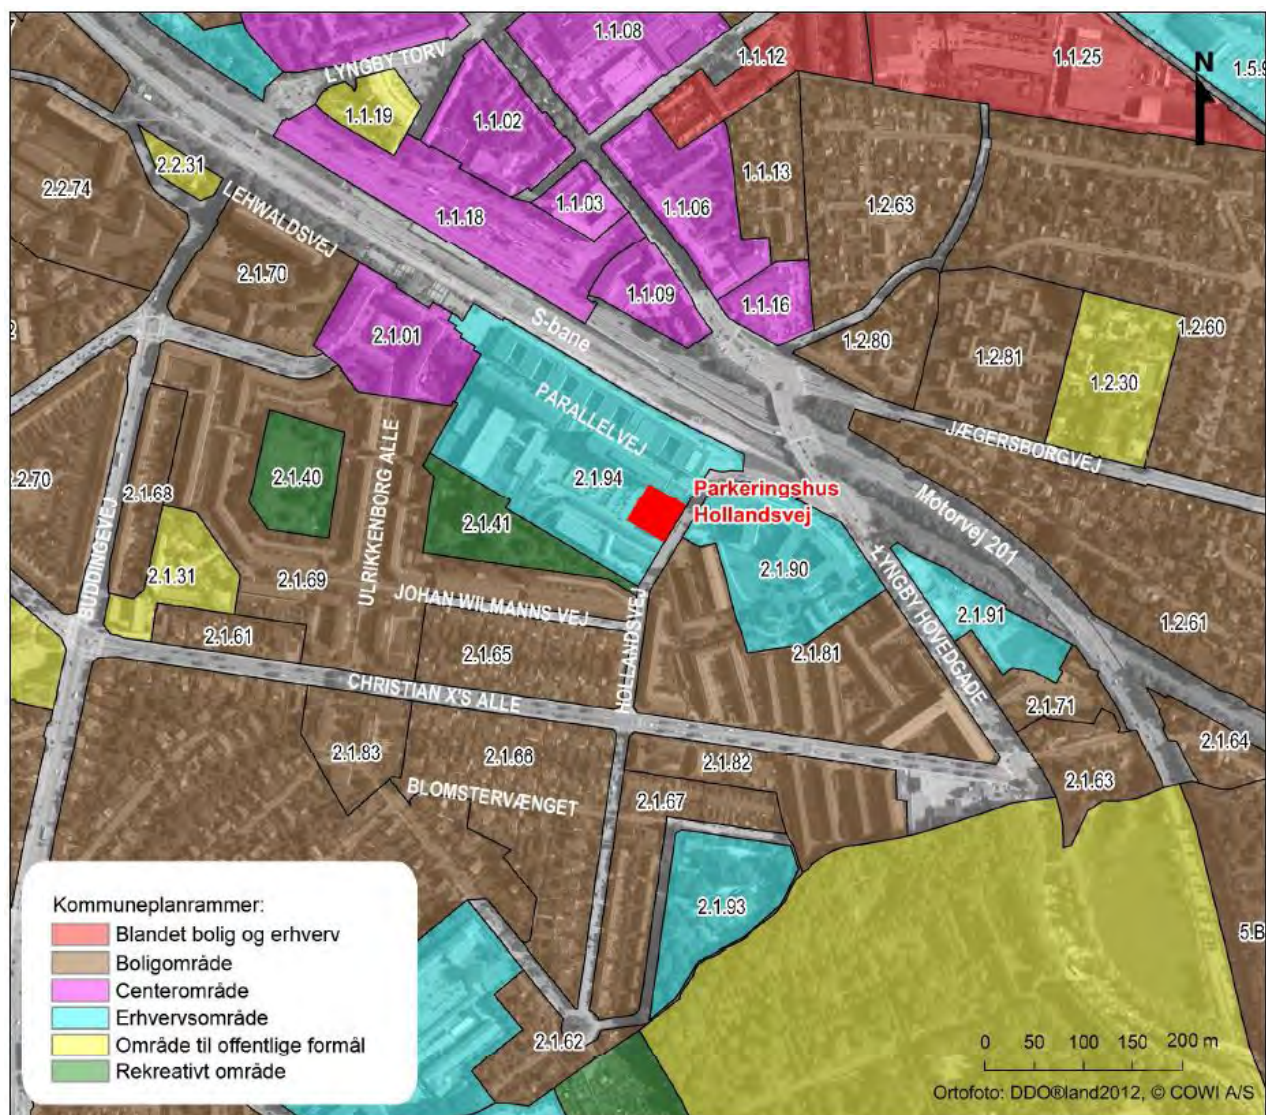 1.1.08
LYNGBY TORV
1.1.12
1.1.25
N
1.5.9
1.1.19
1.1.02
2.2.31
1.1.13
2.2.74
LEHWALDSVEJ
1.1.18
1.1.03
1.1.06
1.2.63
2.1.70
1.1.09
1.1.16
2.1.01
S-bane
1.2.80
1.2.81
1.2.60
1.2.30
PARALLELVEJ
JÆGERSBORGVEJ
2.2.70
2.1.68
2.1.40
ULRIKKENBORG ALLE
2.1.94
Parkeringshus
Hollandsvej
2.1.41
Motorvej 201
BUDDINGEVEJ
2.1.31
2.1.69
JOHAN WILMANNS VEJ
2.1.90
LYNGBY HOVEDGADE
2.1.91
1.2.61
2.1.61
2.1.65
HOLLANDSVEJ
2.1.81
CHRISTIAN X'S ALLE
2.1.71
2.1.64
2.1.83
2.1.66
2.1.82
2.1.63
BLOMSTERVÆNGET
2.1.67
2.1.93
5.B
2.1.62
Kommuneplanrammer:
Blandet bolig og erhverv
Boligområde
Centerområde
Erhvervsområde
Område til offentlige formål
Rekreativt område
0 50 100 150 200 m
Ortofoto: DDO®land2012, © COWI A/S